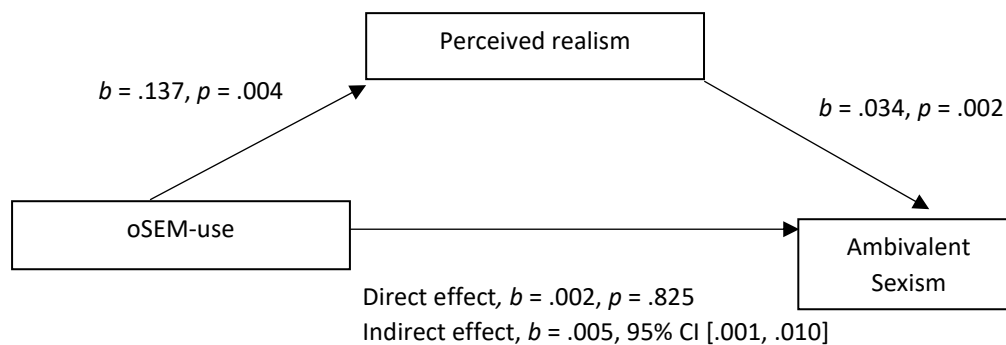 Perceived realism
b = .137, p = .004
b = .034, p = .002
oSEM-use
Ambivalent
Sexism
Direct effect, b = .002, p = .825
Indirect effect, b = .005, 95% CI [.001, .010]